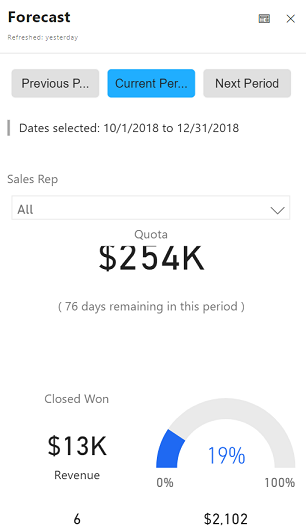 Forecast
Refreshed: yesterday
Previous P... Current Per... Next Period
Dates selected: 10/1/2018 to 12/31/2018
Sales Rep
All
Quota
$254K
( 76 days remaining in this period )
Closed Won
$13K
19%
Revenue
0% 100%
6 $2,102